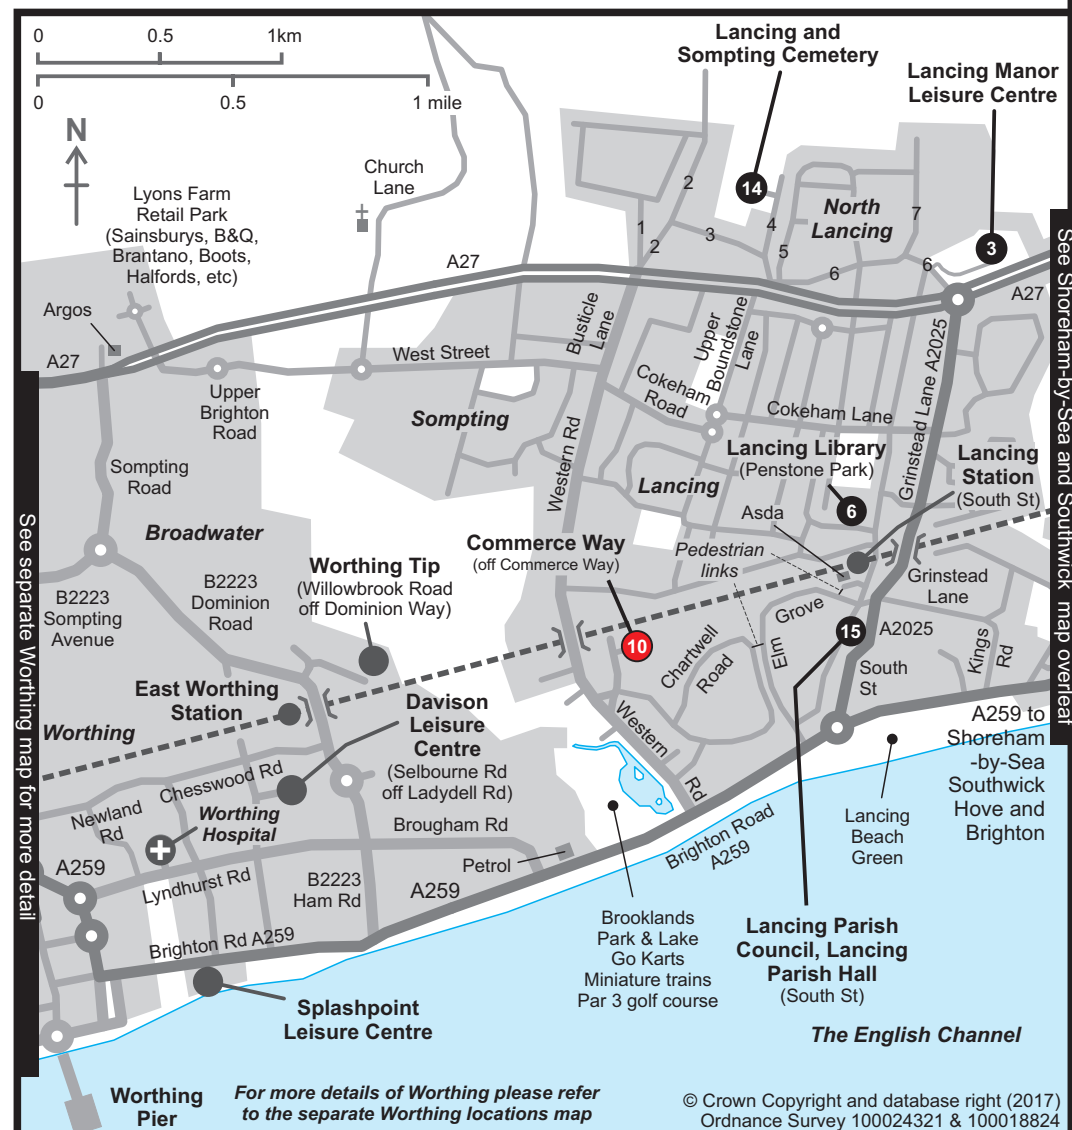 0 0.5 1km
0 0.5 1 mile
N
Lancing and
Sompting Cemetery
Lancing Manor
Leisure Centre
Church
Lane
Lyons Farm
Retail Park
(Sainsburys, B&Q,
Brantano, Boots,
Halfords, etc)
Argos
A27
A27
A27
14
3
North
Lancing
1
2
2
3
4
5
6
6
7
Busticle
Lane
Upper
Boundstone
Lane
West Street
Upper
Brighton
Road
Cokeham
Road
Cokeham Lane
Grinstead Lane A2025
Sompting
Western Rd
Lancing
Lancing Library
(Penstone Park)
6
Lancing
Station
(South St)
Asda
Sompting
Road
Broadwater
B2223
Sompting
Avenue
B2223
Dominion
Road
Worthing Tip
(Willowbrook Road
off Dominion Way)
Commerce Way
(off Commerce Way)
10
Pedestrian
links
Grinstead
Lane
Elm
Grove
15
A2025
Chartwell
Road
South
St
Kings
Rd
East Worthing
Station
Worthing
Davison
Leisure
Centre
(Selbourne Rd
off Ladydell Rd)
Western
Rd
A259 to
Shoreham
-by-Sea
Southwick
Hove and
Brighton
Chesswood Rd
Newland
Rd
Worthing
Hospital
Brougham Rd
Petrol
Brighton Road
A259
Lancing
Beach
Green
A259
Lyndhurst Rd
B2223
Ham Rd
A259
Brighton Rd A259
Brooklands
Park & Lake
Go Karts
Miniature trains
Par 3 golf course
Lancing Parish
Council, Lancing
Parish Hall
(South St)
Splashpoint
Leisure Centre
The English Channel
Worthing
Pier
For more details of Worthing please refer
to the separate Worthing locations map
© Crown Copyright and database right (2017)
Ordnance Survey 100024321 & 100018824
See separate Worthing map for more detail
See Shoreham-by-Sea and Southwick map overleaf